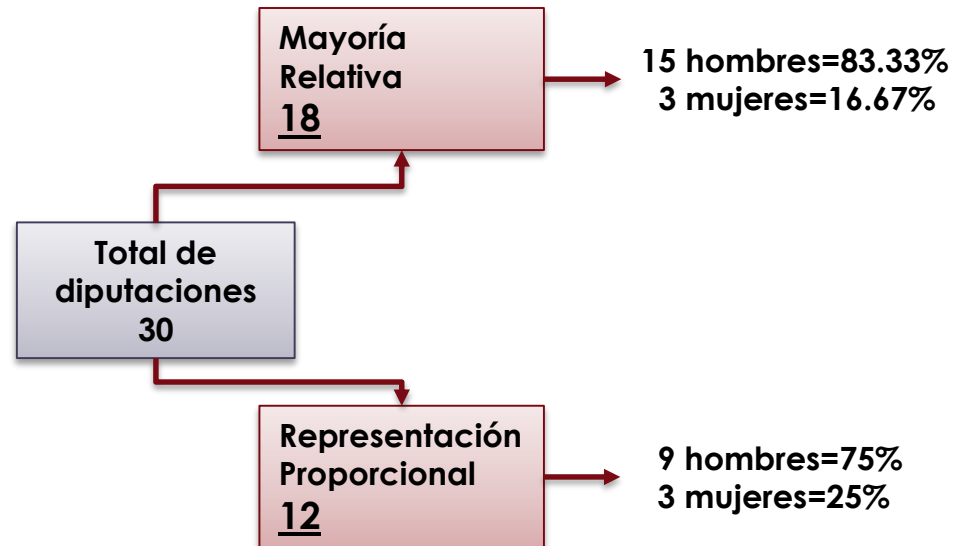 Mayoría
Relativa
18
15 hombres=83.33%
3 mujeres=16.67%
Total de
diputaciones
30
Representación
Proporcional
12
9 hombres=75%
3 mujeres=25%